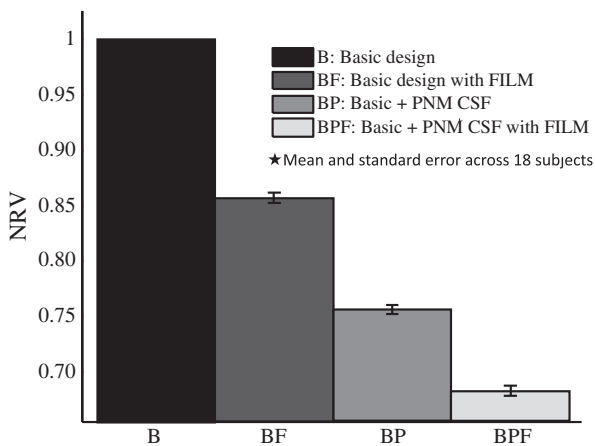 1
0.95
0.90
0.85
0.80
0.75
0.70
NRV
B: Basic design
BF: Basic design with FILM
BP: Basic + PNM CSF
BPF: Basic + PNM CSF with FILM
★Mean and standard error across 18 subjects
B BF BP BPF